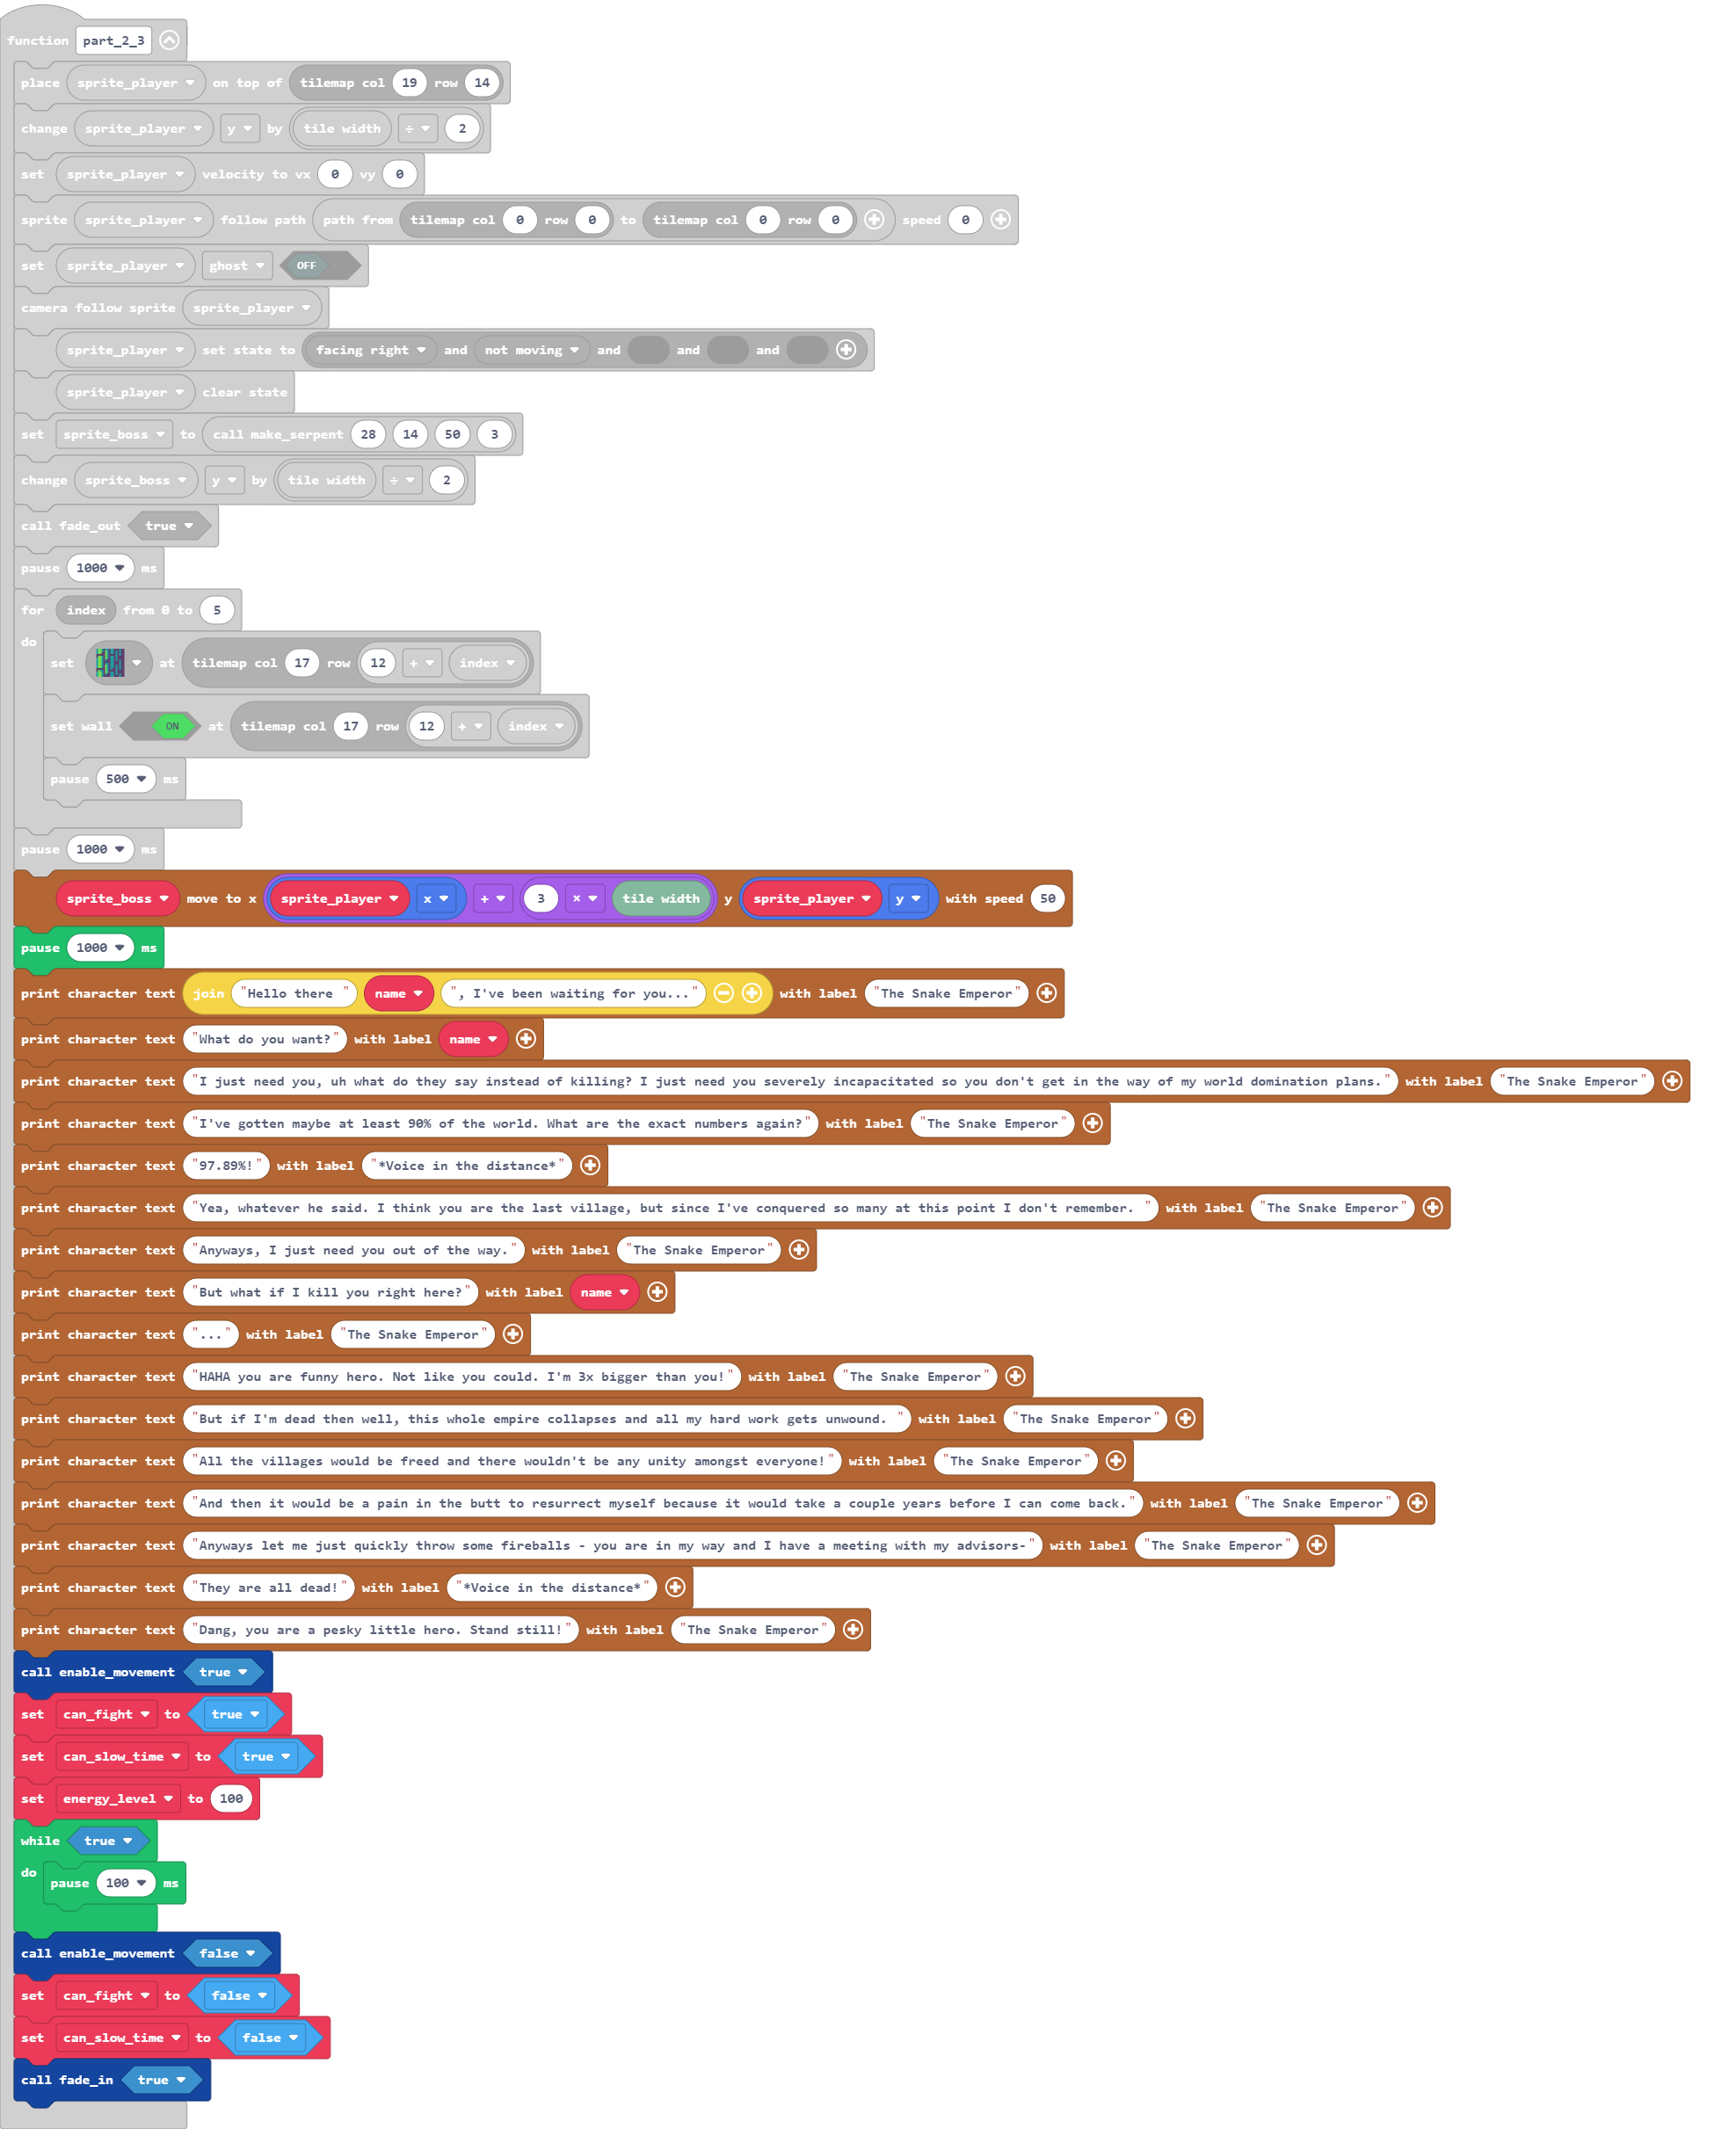 function part_2_3
place sprite_player on top of tilemap col 19 row 14
change sprite_player y by tile width ÷ 2
set sprite_player velocity to vx 0 vy 0
sprite sprite_player follow path path from tilemap col 0 row 0 to tilemap col 0 row 0 speed 0
set sprite_player ghost OFF
camera follow sprite sprite_player
sprite_player set state to facing right and not moving and and and
sprite_player clear state
set sprite_boss to call make_serpent 28 14 50 3
change sprite_boss y by tile width ÷ 2
call fade_out true
pause 1000 ms
for index from 0 to 5
do
set at tilemap col 17 row 12 + index
set wall ON at tilemap col 17 row 12 + index
pause 500 ms
pause 1000 ms
sprite_boss move to x sprite_player x + 3 × tile width y sprite_player y with speed 50
pause 1000 ms
print character text join "Hello there " name ", I've been waiting for you..." with label "The Snake Emperor"
print character text "What do you want?" with label name
print character text "I just need you, uh what do they say instead of killing? I just need you severely incapacitated so you don't get in the way of my world domination plans." with label "The Snake Emperor"
print character text "I've gotten maybe at least 90% of the world. What are the exact numbers again?" with label "The Snake Emperor"
print character text "97.89%!" with label "*Voice in the distance*"
print character text "Yea, whatever he said. I think you are the last village, but since I've conquered so many at this point I don't remember. " with label "The Snake Emperor"
print character text "Anyways, I just need you out of the way." with label "The Snake Emperor"
print character text "But what if I kill you right here?" with label name
print character text "..." with label "The Snake Emperor"
print character text "HAHA you are funny hero. Not like you could. I'm 3x bigger than you!" with label "The Snake Emperor"
print character text "But if I'm dead then well, this whole empire collapses and all my hard work gets unwound. " with label "The Snake Emperor"
print character text "All the villages would be freed and there wouldn't be any unity amongst everyone!" with label "The Snake Emperor"
print character text "And then it would be a pain in the butt to resurrect myself because it would take a couple years before I can come back." with label "The Snake Emperor"
print character text "Anyways let me just quickly throw some fireballs - you are in my way and I have a meeting with my advisors-" with label "The Snake Emperor"
print character text "They are all dead!" with label "*Voice in the distance*"
print character text "Dang, you are a pesky little hero. Stand still!" with label "The Snake Emperor"
call enable_movement true
set can_fight to true
set can_slow_time to true
set energy_level to 100
while true
do
pause 100 ms
call enable_movement false
set can_fight to false
set can_slow_time to false
call fade_in true